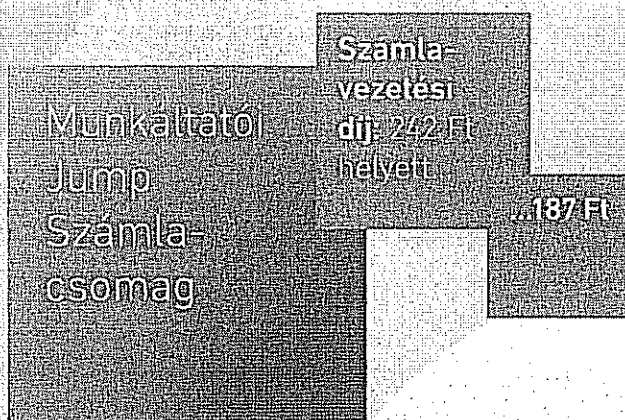 Munkáltatói
Jump
Számla-
csomag
Számla-
vezetési
díj: 242 Ft
helyett...
...187 Ft